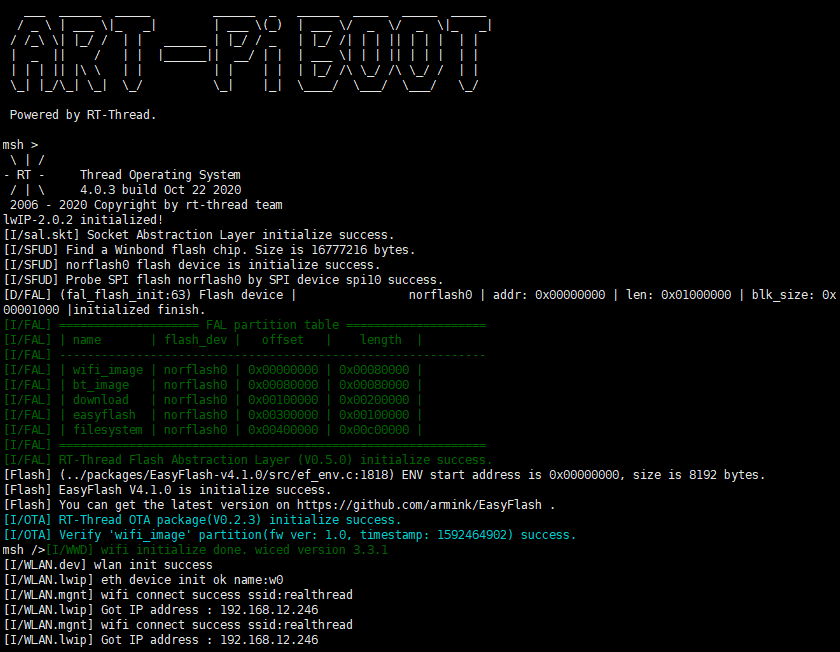 ART-PI BOOT
Powered by RT-Thread.
msh >
\ | /
- RT -     Thread Operating System
/ | \     4.0.3 build Oct 22 2020
2006 - 2020 Copyright by rt-thread team
lwIP-2.0.2 initialized!
[I/sal.skt] Socket Abstraction Layer initialize success.
[I/SFUD] Find a Winbond flash chip. Size is 16777216 bytes.
[I/SFUD] norflash0 flash device is initialize success.
[I/SFUD] Probe SPI flash norflash0 by SPI device spi10 success.
[D/FAL] (fal_flash_init:63) Flash device |                norflash0 | addr: 0x00000000 | len: 0x01000000 | blk_size: 0x
00001000 |initialized finish.
[I/FAL] ==================== FAL partition table ====================
[I/FAL] | name       | flash_dev |   offset   |    length  |
[I/FAL] -------------------------------------------------------------
[I/FAL] | wifi_image | norflash0 | 0x00000000 | 0x00080000 |
[I/FAL] | bt_image   | norflash0 | 0x00080000 | 0x00080000 |
[I/FAL] | download   | norflash0 | 0x00100000 | 0x00200000 |
[I/FAL] | easyflash  | norflash0 | 0x00300000 | 0x00100000 |
[I/FAL] | filesystem | norflash0 | 0x00400000 | 0x00c00000 |
[I/FAL] =============================================================
[I/FAL] RT-Thread Flash Abstraction Layer (V0.5.0) initialize success.
[Flash] (../packages/EasyFlash-v4.1.0/src/ef_env.c:1818) ENV start address is 0x00000000, size is 8192 bytes.
[Flash] EasyFlash V4.1.0 is initialize success.
[Flash] You can get the latest version on https://github.com/armink/EasyFlash .
[I/OTA] RT-Thread OTA package(V0.2.3) initialize success.
[I/OTA] Verify 'wifi_image' partition(fw ver: 1.0, timestamp: 1592464902) success.
msh />[I/WWD] wifi initialize done. wiced version 3.3.1
[I/WLAN.dev] wlan init success
[I/WLAN.lwip] eth device init ok name:w0
[I/WLAN.mgnt] wifi connect success ssid:realthread
[I/WLAN.lwip] Got IP address : 192.168.12.246
[I/WLAN.mgnt] wifi connect success ssid:realthread
[I/WLAN.lwip] Got IP address : 192.168.12.246